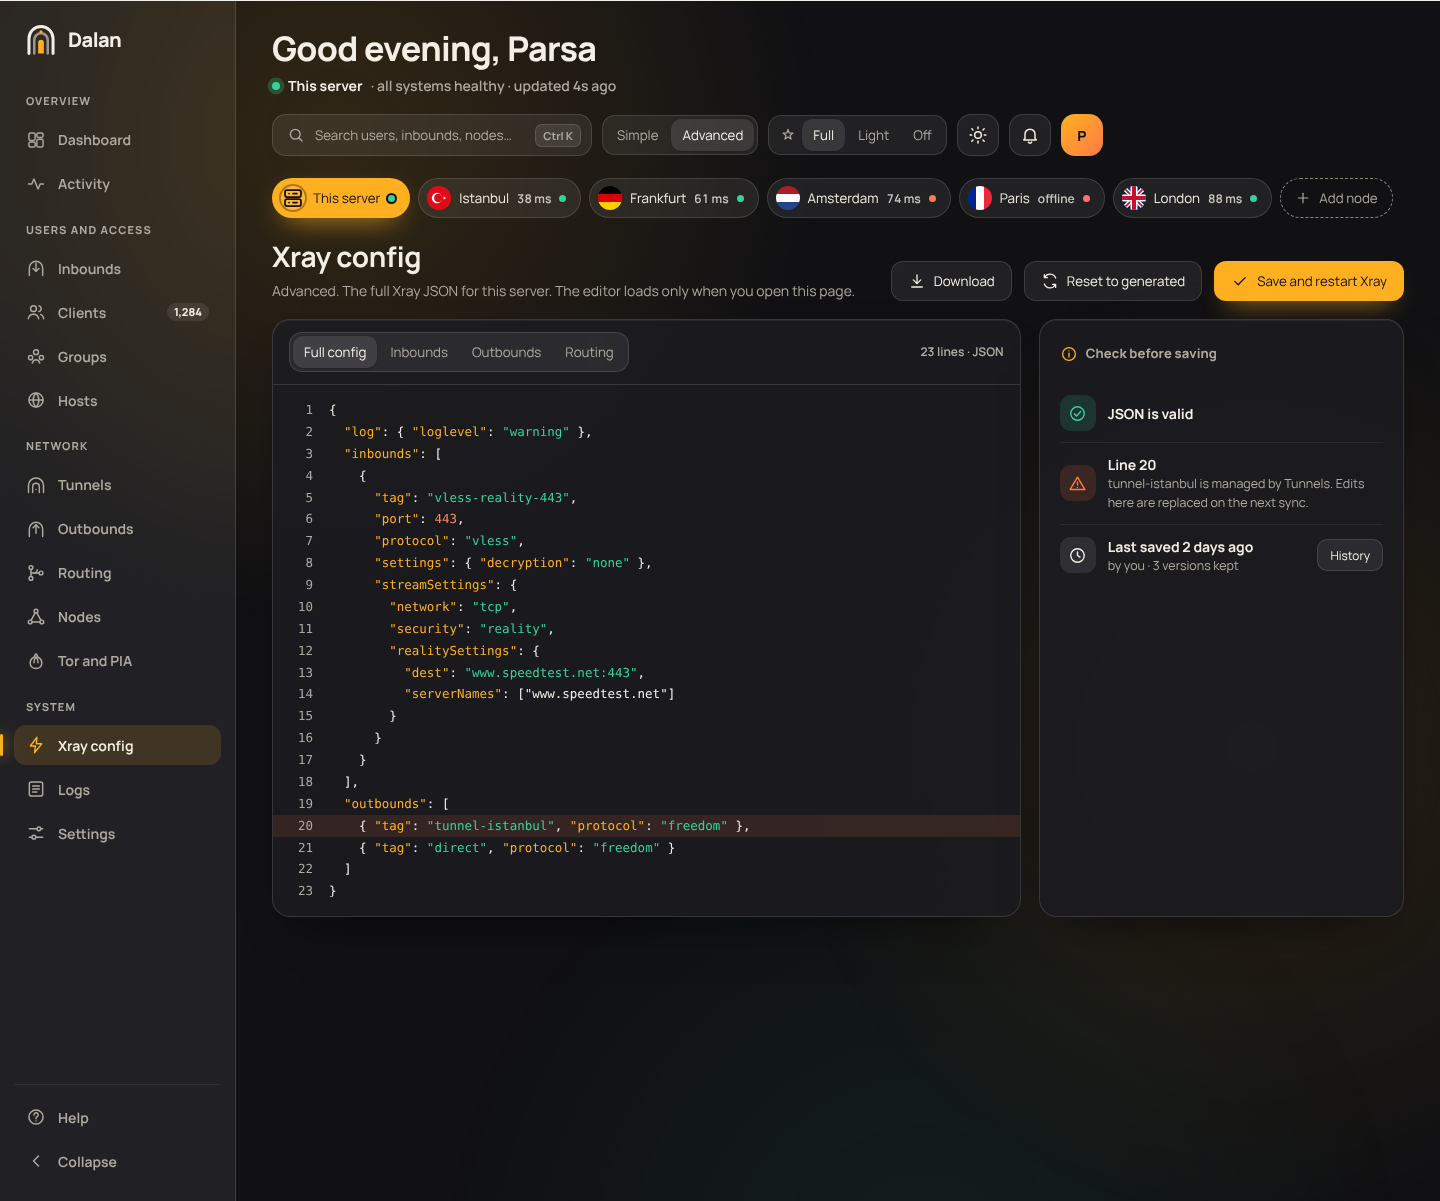 Dalan
OVERVIEW
Dashboard
Activity
USERS AND ACCESS
Inbounds
Clients 1,284
Groups
Hosts
NETWORK
Tunnels
Outbounds
Routing
Nodes
Tor and PIA
SYSTEM
Xray config
Logs
Settings
Help
Collapse
Good evening, Parsa
This server · all systems healthy · updated 4s ago
Search users, inbounds, nodes... Ctrl K Simple Advanced Full Light Off P
This server Istanbul 38 ms Frankfurt 61 ms Amsterdam 74 ms Paris offline London 88 ms Add node
Xray config
Advanced. The full Xray JSON for this server. The editor loads only when you open this page.
Download Reset to generated Save and restart Xray
Full config Inbounds Outbounds Routing 23 lines · JSON
1 {
2 "log": { "loglevel": "warning" },
3 "inbounds": [
4 {
5 "tag": "vless-reality-443",
6 "port": 443,
7 "protocol": "vless",
8 "settings": { "decryption": "none" },
9 "streamSettings": {
10 "network": "tcp",
11 "security": "reality",
12 "realitySettings": {
13 "dest": "www.speedtest.net:443",
14 "serverNames": ["www.speedtest.net"]
15 }
16 }
17 }
18 ],
19 "outbounds": [
20 { "tag": "tunnel-istanbul", "protocol": "freedom" },
21 { "tag": "direct", "protocol": "freedom" }
22 ]
23 }
Check before saving
JSON is valid
Line 20
tunnel-istanbul is managed by Tunnels. Edits
here are replaced on the next sync.
Last saved 2 days ago
by you · 3 versions kept
History